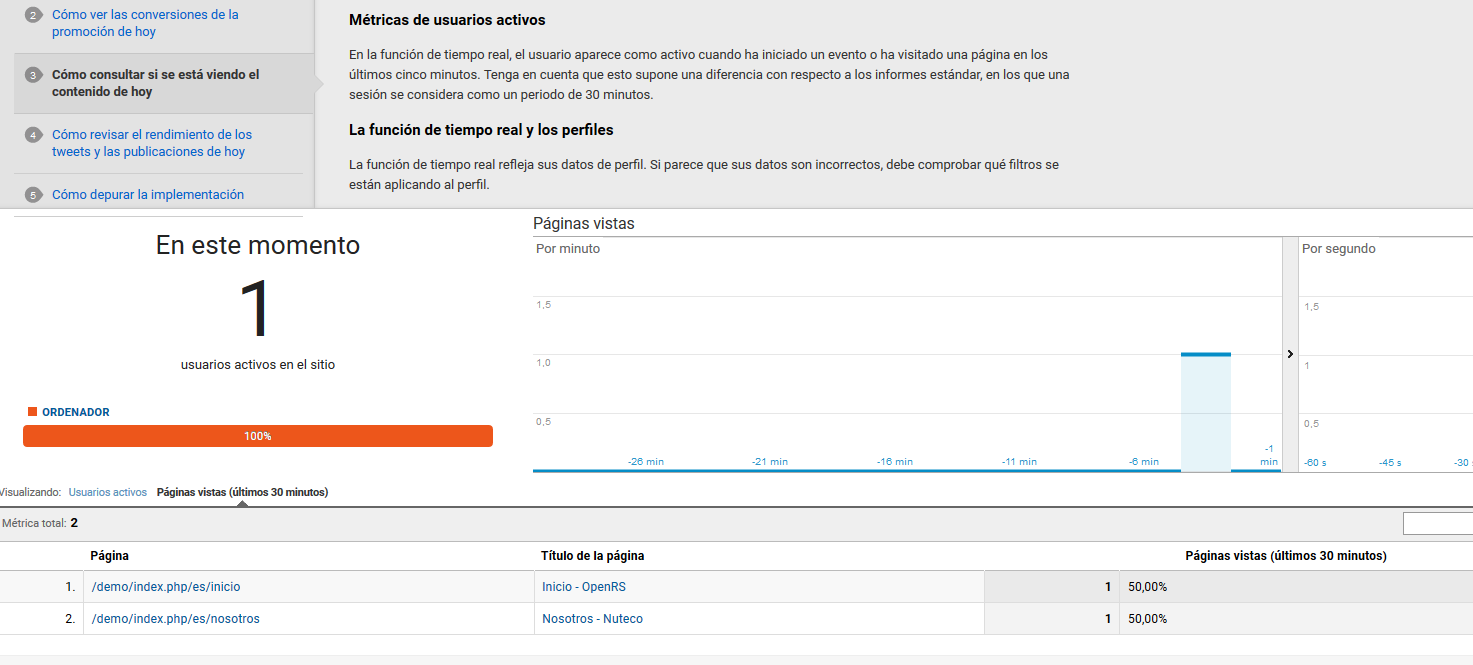 2 Cómo ver las conversiones de la
promoción de hoy
3 Cómo consultar si se está viendo el
contenido de hoy
4 Cómo revisar el rendimiento de los
tweets y las publicaciones de hoy
5 Cómo depurar la implementación
Métricas de usuarios activos
En la función de tiempo real, el usuario aparece como activo cuando ha iniciado un evento o ha visitado una página en los
últimos cinco minutos. Tenga en cuenta que esto supone una diferencia con respecto a los informes estándar, en los que una
sesión se considera como un periodo de 30 minutos.
La función de tiempo real y los perfiles
La función de tiempo real refleja sus datos de perfil. Si parece que sus datos son incorrectos, debe comprobar qué filtros se
están aplicando al perfil.
En este momento
1
usuarios activos en el sitio
ORDENADOR
100%
Páginas vistas
Por minuto
1,5
1,0
0,5
-26 min -21 min -16 min -11 min -6 min -1
min
Por segundo
1,5
1
0,5
-60 s -45 s -30
Visualizando: Usuarios activos Páginas vistas (últimos 30 minutos)
Métrica total: 2
Página Título de la página Páginas vistas (últimos 30 minutos)
1. /demo/index.php/es/inicio Inicio - OpenRS 1 50,00%
2. /demo/index.php/es/nosotros Nosotros - Nuteco 1 50,00%